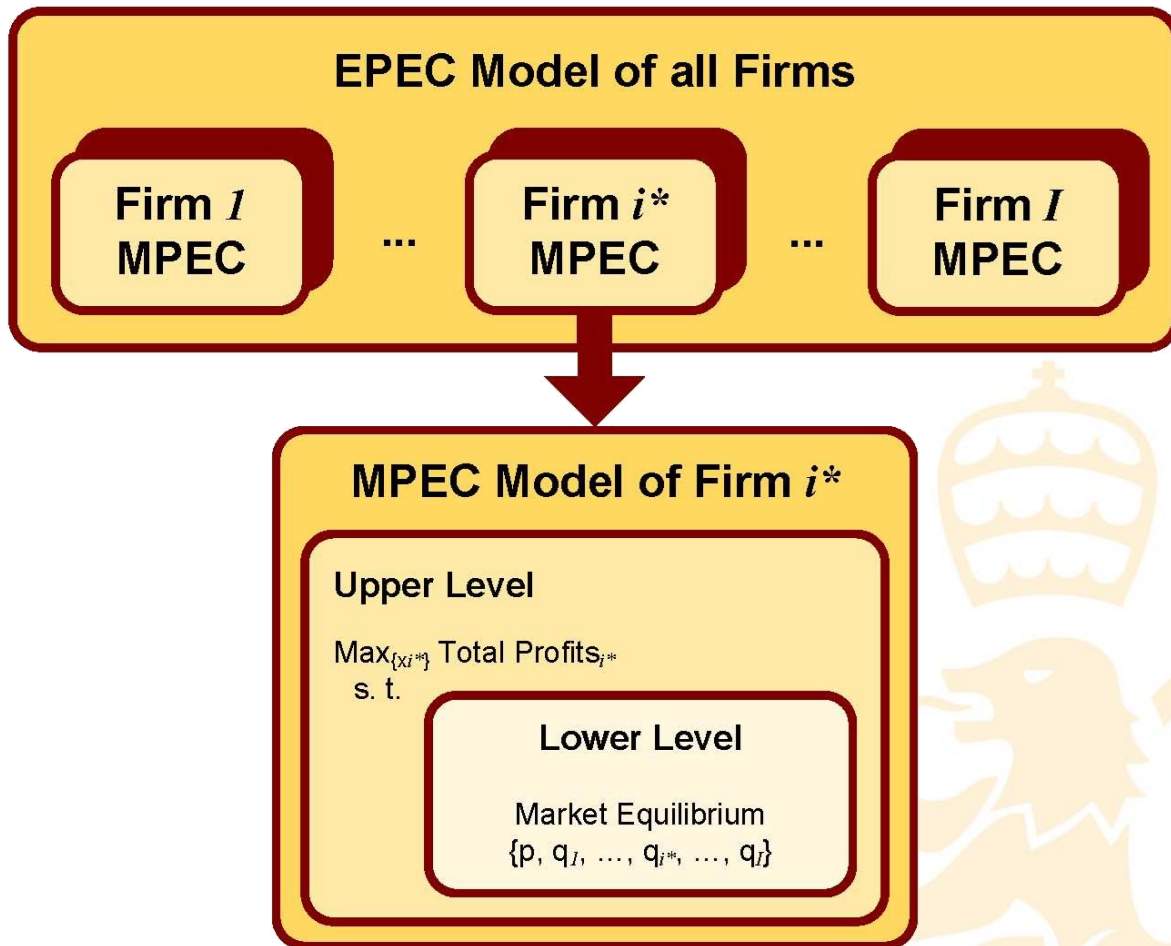 EPEC Model of all Firms
Firm 1
MPEC
...
Firm i*
MPEC
...
Firm I
MPEC
MPEC Model of Firm i*
Upper Level
Max{xi*} Total Profitsi*
s. t.
Lower Level
Market Equilibrium
{p, q1, …, qi*, …, qI}